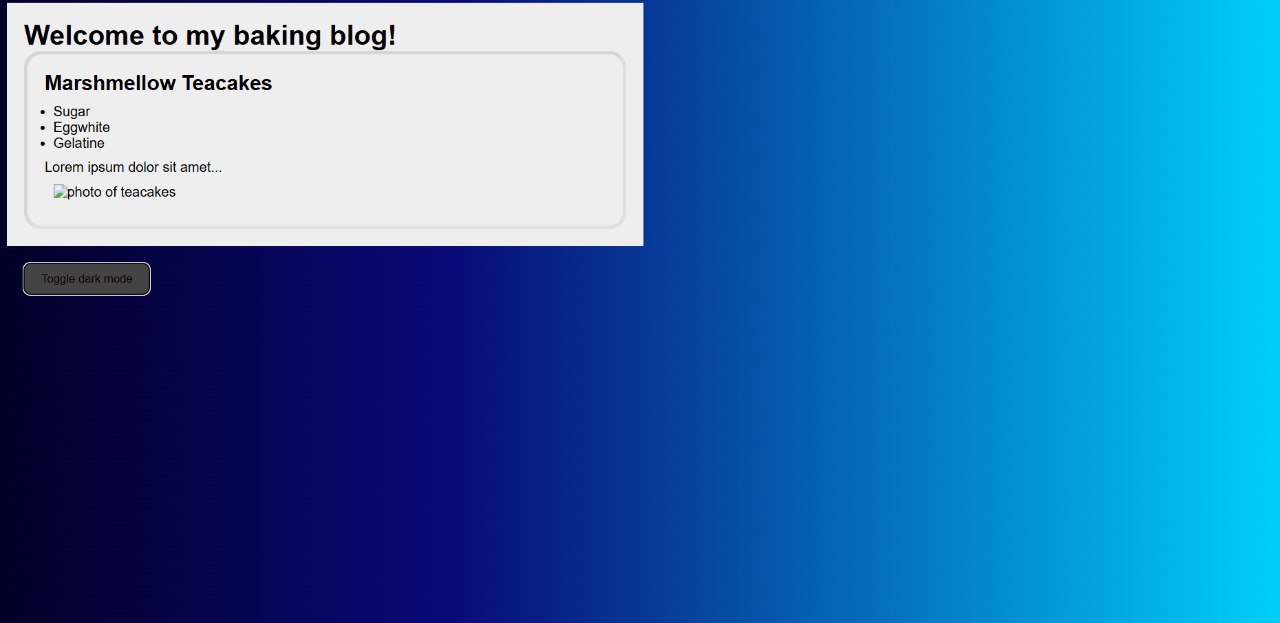 Welcome to my baking blog!
Marshmellow Teacakes
Sugar
Eggwhite
Gelatine
Lorem ipsum dolor sit amet...
photo of teacakes
Toggle dark mode